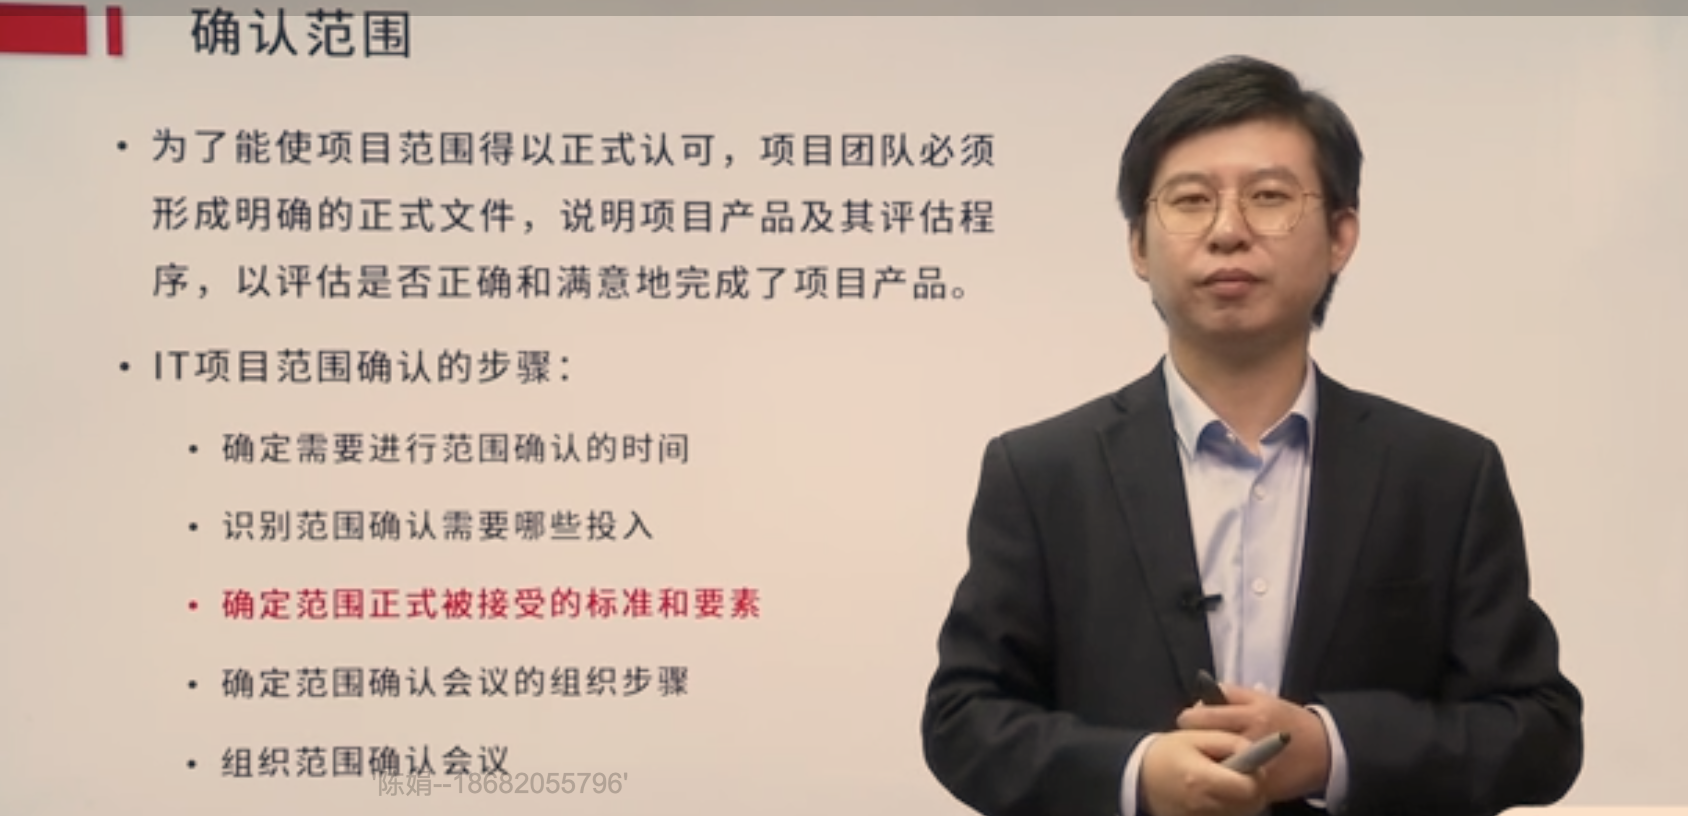 确认范围
• 为了能使项目范围得以正式认可，项目团队必须
形成明确的正式文件，说明项目产品及其评估程
序，以评估是否正确和满意地完成了项目产品。
• IT项目范围确认的步骤：
• 确定需要进行范围确认的时间
• 识别范围确认需要哪些投入
• 确定范围正式被接受的标准和要素
• 确定范围确认会议的组织步骤
• 组织范围确认会议
'陈娟--18682055796'